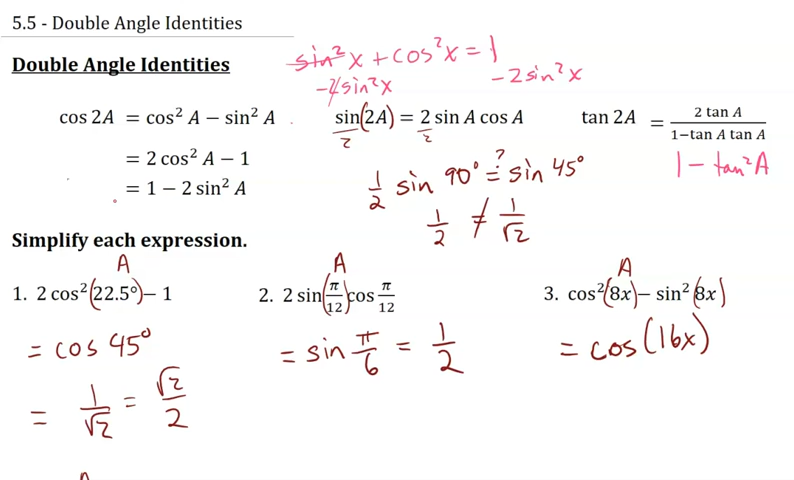 5.5 - Double Angle Identities
sin²x + cos²x = 1
-2sin²x -2sin²x
Double Angle Identities
cos 2A = cos² A − sin² A sin(2A) = 2 sin A cos A tan 2A = 2 tan A / 1−tan A tan A
2 2
= 2 cos² A − 1 1 − tan²A
= 1 − 2 sin² A 1/2 sin 90° ?= sin 45°
1/2 ≠ 1/√2
Simplify each expression.
A A A
1. 2 cos²(22.5°) − 1 2. 2 sin(π/12)cos π/12 3. cos²(8x) − sin²(8x)
= cos 45° = sin π/6 = 1/2 = cos(16x)
= 1/√2 = √2/2